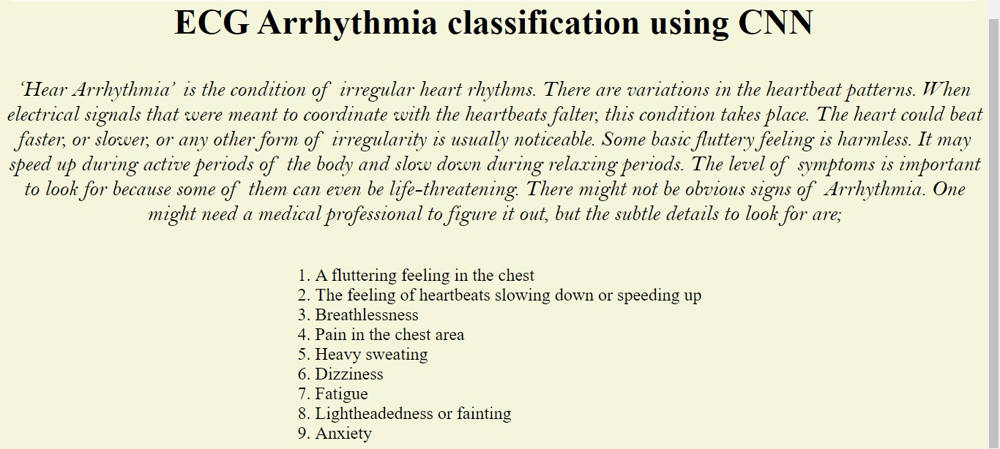 ECG Arrhythmia classification using CNN
‘Hear Arrhythmia’ is the condition of irregular heart rhythms. There are variations in the heartbeat patterns. When
electrical signals that were meant to coordinate with the heartbeats falter, this condition takes place. The heart could beat
faster, or slower, or any other form of irregularity is usually noticeable. Some basic fluttery feeling is harmless. It may
speed up during active periods of the body and slow down during relaxing periods. The level of symptoms is important
to look for because some of them can even be life-threatening. There might not be obvious signs of Arrhythmia. One
might need a medical professional to figure it out, but the subtle details to look for are;
1. A fluttering feeling in the chest
2. The feeling of heartbeats slowing down or speeding up
3. Breathlessness
4. Pain in the chest area
5. Heavy sweating
6. Dizziness
7. Fatigue
8. Lightheadedness or fainting
9. Anxiety